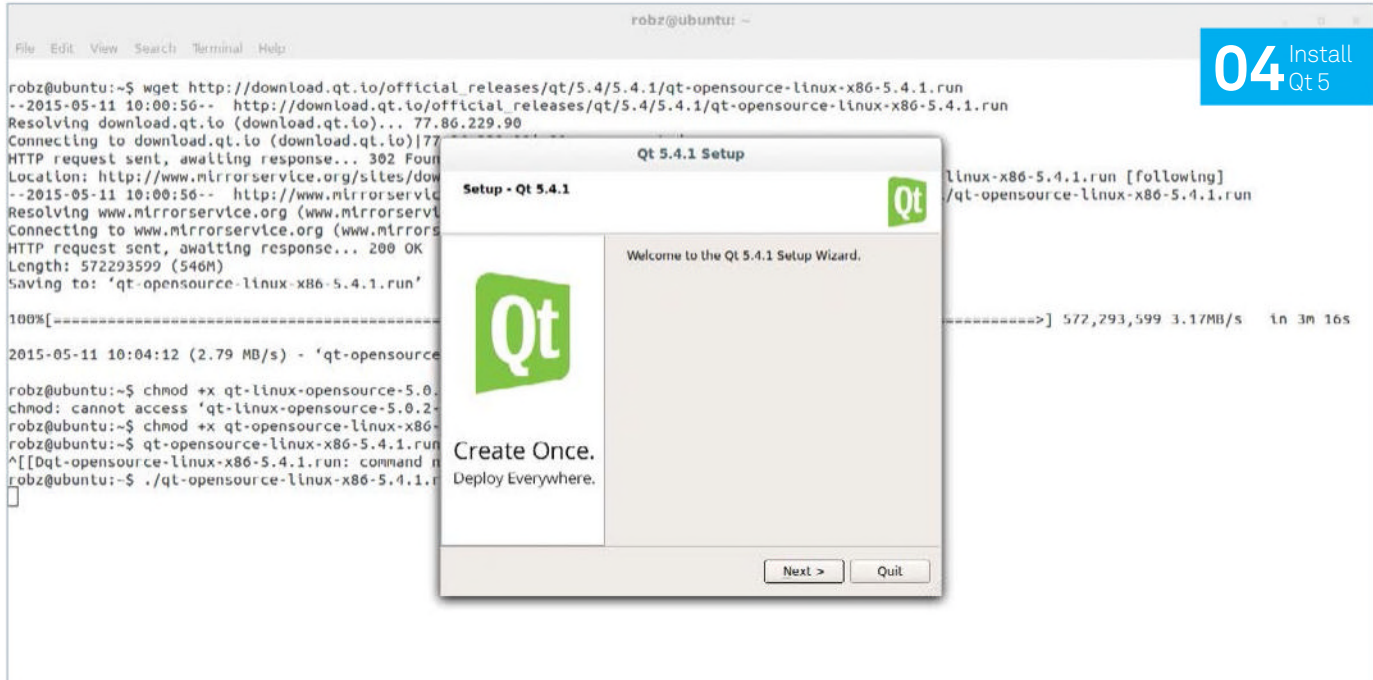 robz@ubuntu: ~
File Edit View Search Terminal Help
04 Install
Qt 5
robz@ubuntu:~$ wget http://download.qt.io/official_releases/qt/5.4/5.4.1/qt-opensource-linux-x86-5.4.1.run
--2015-05-11 10:00:56-- http://download.qt.io/official_releases/qt/5.4/5.4.1/qt-opensource-linux-x86-5.4.1.run
Resolving download.qt.io (download.qt.io)... 77.86.229.90
Connecting to download.qt.io (download.qt.io)|77
HTTP request sent, awaiting response... 302 Foun
Location: http://www.mirrorservice.org/sites/dow linux-x86-5.4.1.run [following]
--2015-05-11 10:00:56-- http://www.mirrorservic /qt-opensource-linux-x86-5.4.1.run
Resolving www.mirrorservice.org (www.mirrorservi
Connecting to www.mirrorservice.org (www.mirrors
HTTP request sent, awaiting response... 200 OK
Length: 572293599 (546M)
Saving to: ‘qt-opensource-linux-x86-5.4.1.run’
100%[=====================================================>] 572,293,599 3.17MB/s in 3m 16s
2015-05-11 10:04:12 (2.79 MB/s) - ‘qt-opensource
robz@ubuntu:~$ chmod +x qt-linux-opensource-5.0.
chmod: cannot access ‘qt-linux-opensource-5.0.2-
robz@ubuntu:~$ chmod +x qt-opensource-linux-x86-
robz@ubuntu:~$ qt-opensource-linux-x86-5.4.1.run
^[[Dqt-opensource-linux-x86-5.4.1.run: command n
robz@ubuntu:~$ ./qt-opensource-linux-x86-5.4.1.r
Qt 5.4.1 Setup
Setup - Qt 5.4.1
Qt
Welcome to the Qt 5.4.1 Setup Wizard.
Qt
Create Once.
Deploy Everywhere.
Next >
Quit